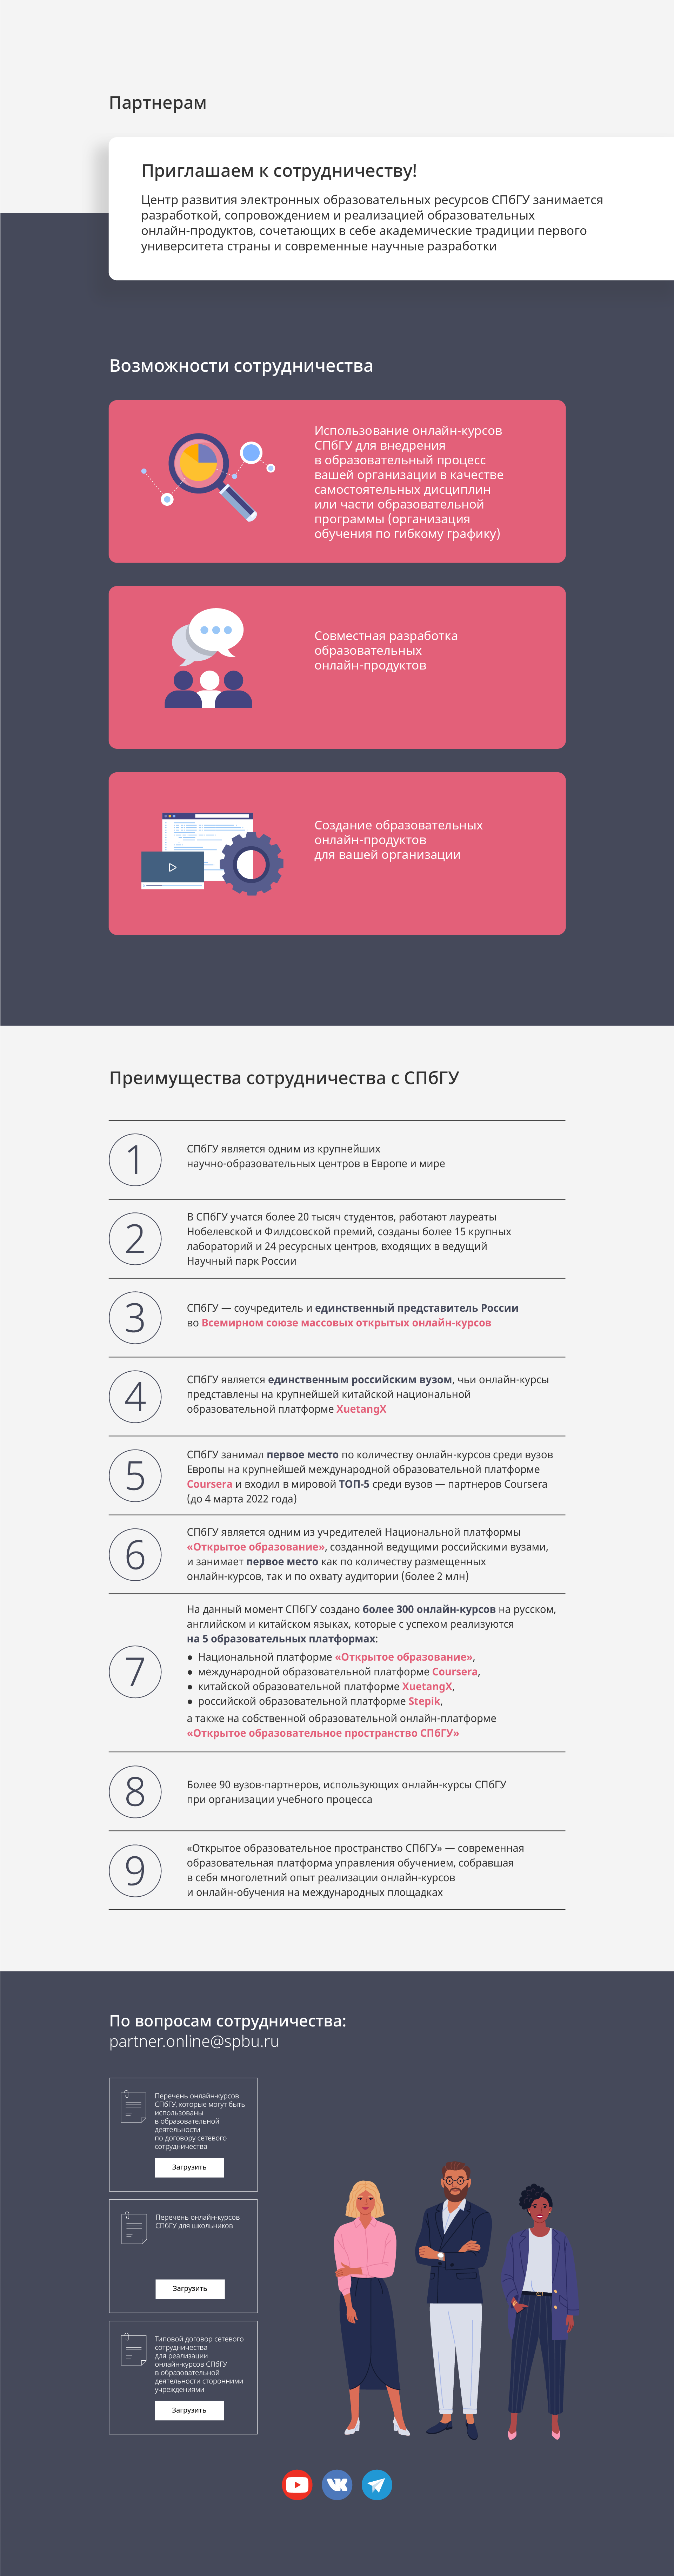 Партнерам
Приглашаем к сотрудничеству!
Центр развития электронных образовательных ресурсов СПбГУ занимается
разработкой, сопровождением и реализацией образовательных
онлайн-продуктов, сочетающих в себе академические традиции первого
университета страны и современные научные разработки
Возможности сотрудничества
Использование онлайн-курсов
СПбГУ для внедрения
в образовательный процесс
вашей организации в качестве
самостоятельных дисциплин
или части образовательной
программы (организация
обучения по гибкому графику)
Совместная разработка
образовательных
онлайн-продуктов
Создание образовательных
онлайн-продуктов
для вашей организации
Преимущества сотрудничества с СПбГУ
1
СПбГУ является одним из крупнейших
научно-образовательных центров в Европе и мире
2
В СПбГУ учатся более 20 тысяч студентов, работают лауреаты
Нобелевской и Филдсовской премий, созданы более 15 крупных
лабораторий и 24 ресурсных центров, входящих в ведущий
Научный парк России
3
СПбГУ — соучредитель и единственный представитель России
во Всемирном союзе массовых открытых онлайн-курсов
4
СПбГУ является единственным российским вузом, чьи онлайн-курсы
представлены на крупнейшей китайской национальной
образовательной платформе XuetangX
5
СПбГУ занимал первое место по количеству онлайн-курсов среди вузов
Европы на крупнейшей международной образовательной платформе
Coursera и входил в мировой ТОП-5 среди вузов — партнеров Coursera
(до 4 марта 2022 года)
6
СПбГУ является одним из учредителей Национальной платформы
«Открытое образование», созданной ведущими российскими вузами,
и занимает первое место как по количеству размещенных
онлайн-курсов, так и по охвату аудитории (более 2 млн)
7
На данный момент СПбГУ создано более 300 онлайн-курсов на русском,
английском и китайском языках, которые с успехом реализуются
на 5 образовательных платформах:
● Национальной платформе «Открытое образование»,
● международной образовательной платформе Coursera,
● китайской образовательной платформе XuetangX,
● российской образовательной платформе Stepik,
а также на собственной образовательной онлайн-платформе
«Открытое образовательное пространство СПбГУ»
8
Более 90 вузов-партнеров, использующих онлайн-курсы СПбГУ
при организации учебного процесса
9
«Открытое образовательное пространство СПбГУ» — современная
образовательная платформа управления обучением, собравшая
в себя многолетний опыт реализации онлайн-курсов
и онлайн-обучения на международных площадках
По вопросам сотрудничества:
partner.online@spbu.ru
Перечень онлайн-курсов
СПбГУ, которые могут быть
использованы
в образовательной
деятельности
по договору сетевого
сотрудничества
Загрузить
Перечень онлайн-курсов
СПбГУ для школьников
Загрузить
Типовой договор сетевого
сотрудничества
для реализации
онлайн-курсов СПбГУ
в образовательной
деятельности сторонними
учреждениями
Загрузить